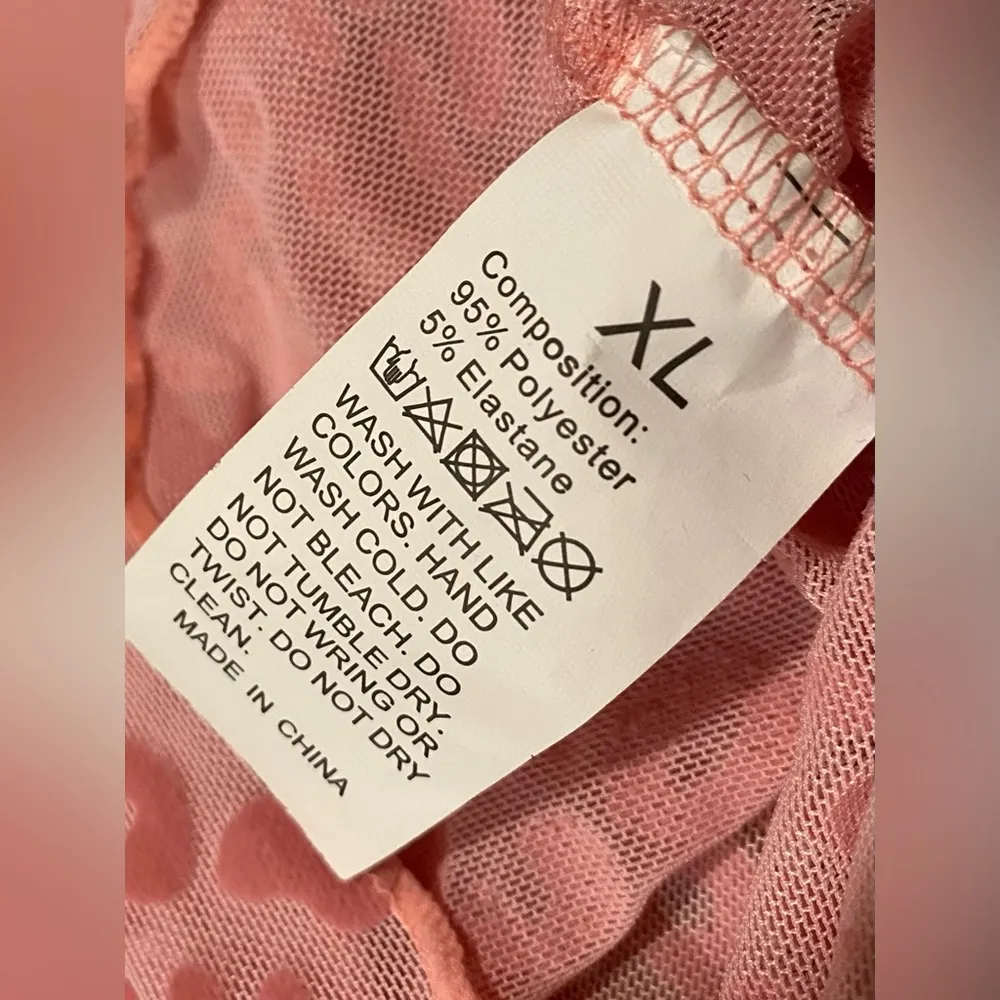 XL
Composition:
95% Polyester
5% Elastane
WASH WITH LIKE
COLORS. HAND
WASH COLD. DO
NOT BLEACH. DO
NOT TUMBLE DRY.
DO NOT WRING OR
TWIST. DO NOT DRY
CLEAN.
MADE IN CHINA